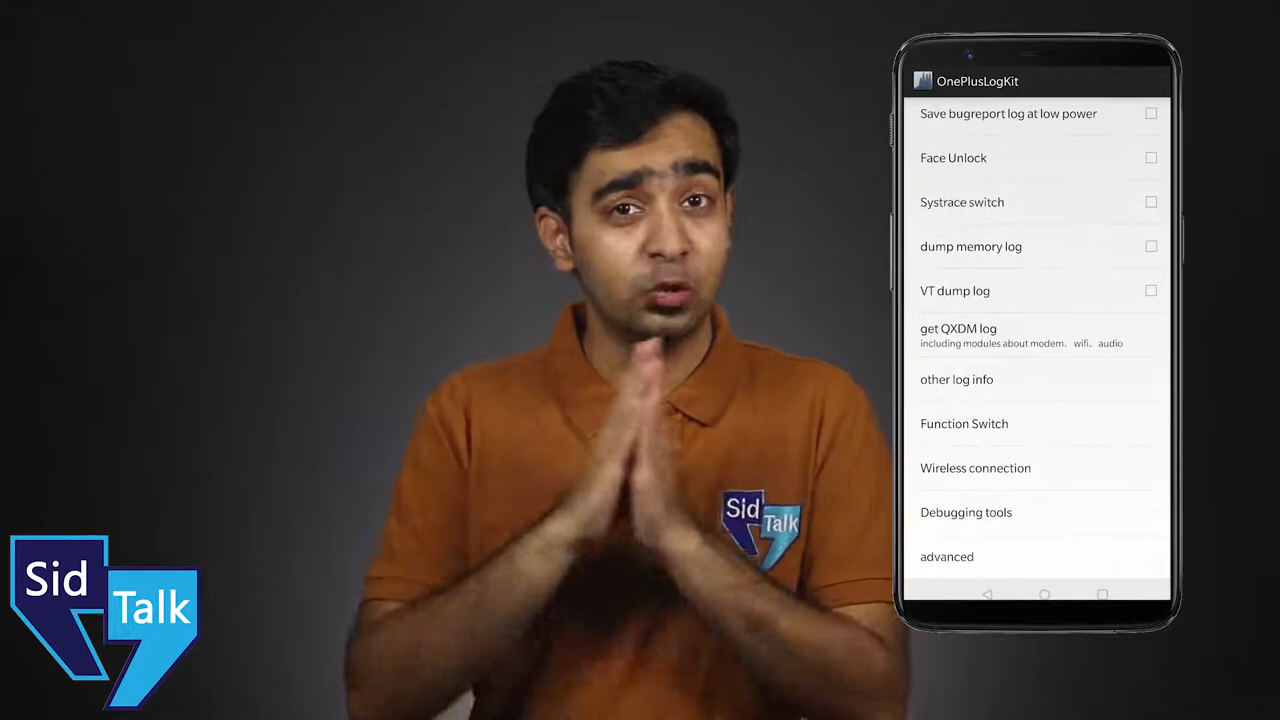 OnePlusLogKit
Save bugreport log at low power
Face Unlock
Systrace switch
dump memory log
VT dump log
get QXDM log
including modules about modem、wifi、audio
other log info
Function Switch
Wireless connection
Debugging tools
advanced
Sid
Talk
Sid
Talk